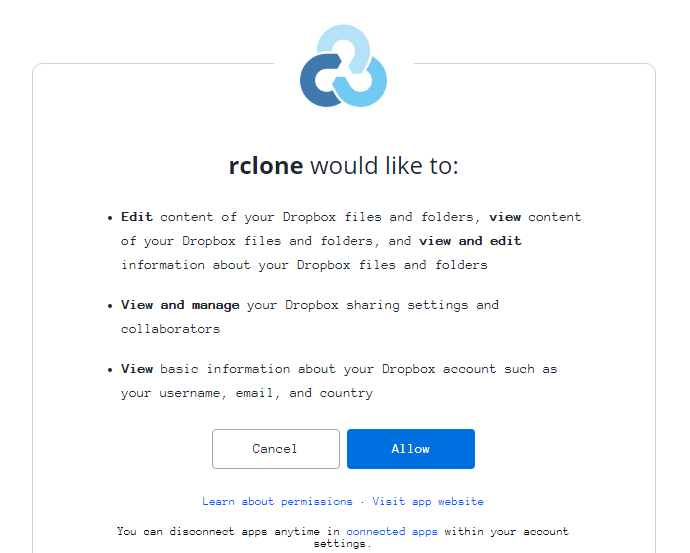 rclone would like to:
Edit content of your Dropbox files and folders, view content
of your Dropbox files and folders, and view and edit
information about your Dropbox files and folders
View and manage your Dropbox sharing settings and
collaborators
View basic information about your Dropbox account such as
your username, email, and country
Cancel Allow
Learn about permissions · Visit app website
You can disconnect apps anytime in connected apps within your account
settings.